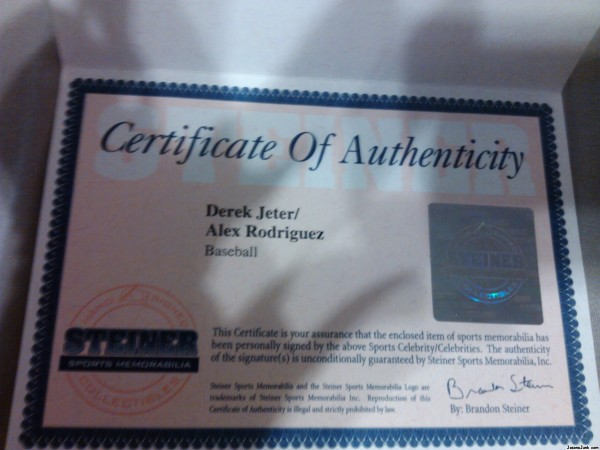 STEINER
Certificate Of Authenticity
Derek Jeter/
Alex Rodriguez
Baseball
STEINER
COLLECTIBLES
STEINER
SPORTS MEMORABILIA
COLLECTIBLES
This Certificate is your assurance that the enclosed item of sports memorabilia has
been personally signed by the above Sports Celebrity/Celebrities. The authenticity
of the signature(s) is unconditionally guaranteed by Steiner Sports Memorabilia, Inc.
Steiner Sports Memorabilia and the Steiner Sports Memorabilia Logo are
trademarks of Steiner Sports Memorabilia Inc. Reproduction of this
Certificate of Authenticity is illegal and strictly prohibited by law.
Brandon Steiner
By: Brandon Steiner